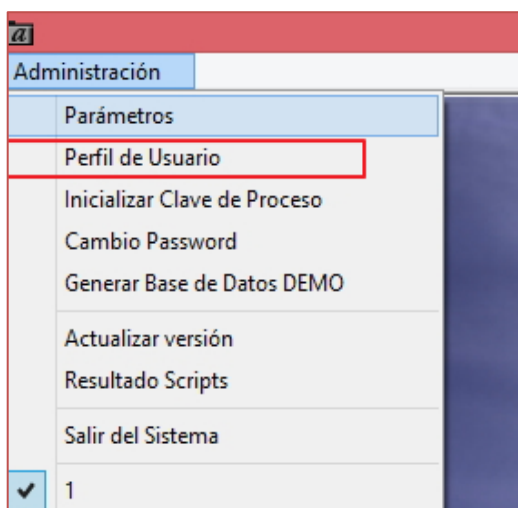 a
Administración
Parámetros
Perfil de Usuario
Inicializar Clave de Proceso
Cambio Password
Generar Base de Datos DEMO
Actualizar versión
Resultado Scripts
Salir del Sistema
1